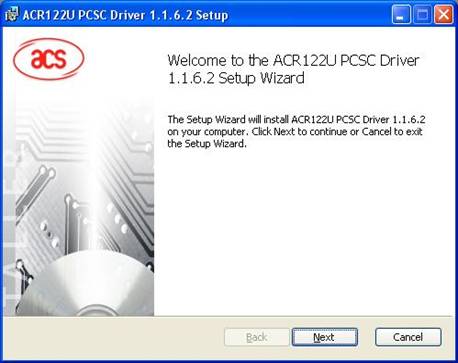 ACR122U PCSC Driver 1.1.6.2 Setup
acs
Welcome to the ACR122U PCSC Driver
1.1.6.2 Setup Wizard
The Setup Wizard will install ACR122U PCSC Driver 1.1.6.2
on your computer. Click Next to continue or Cancel to exit
the Setup Wizard.
TALLER
Back
Next
Cancel